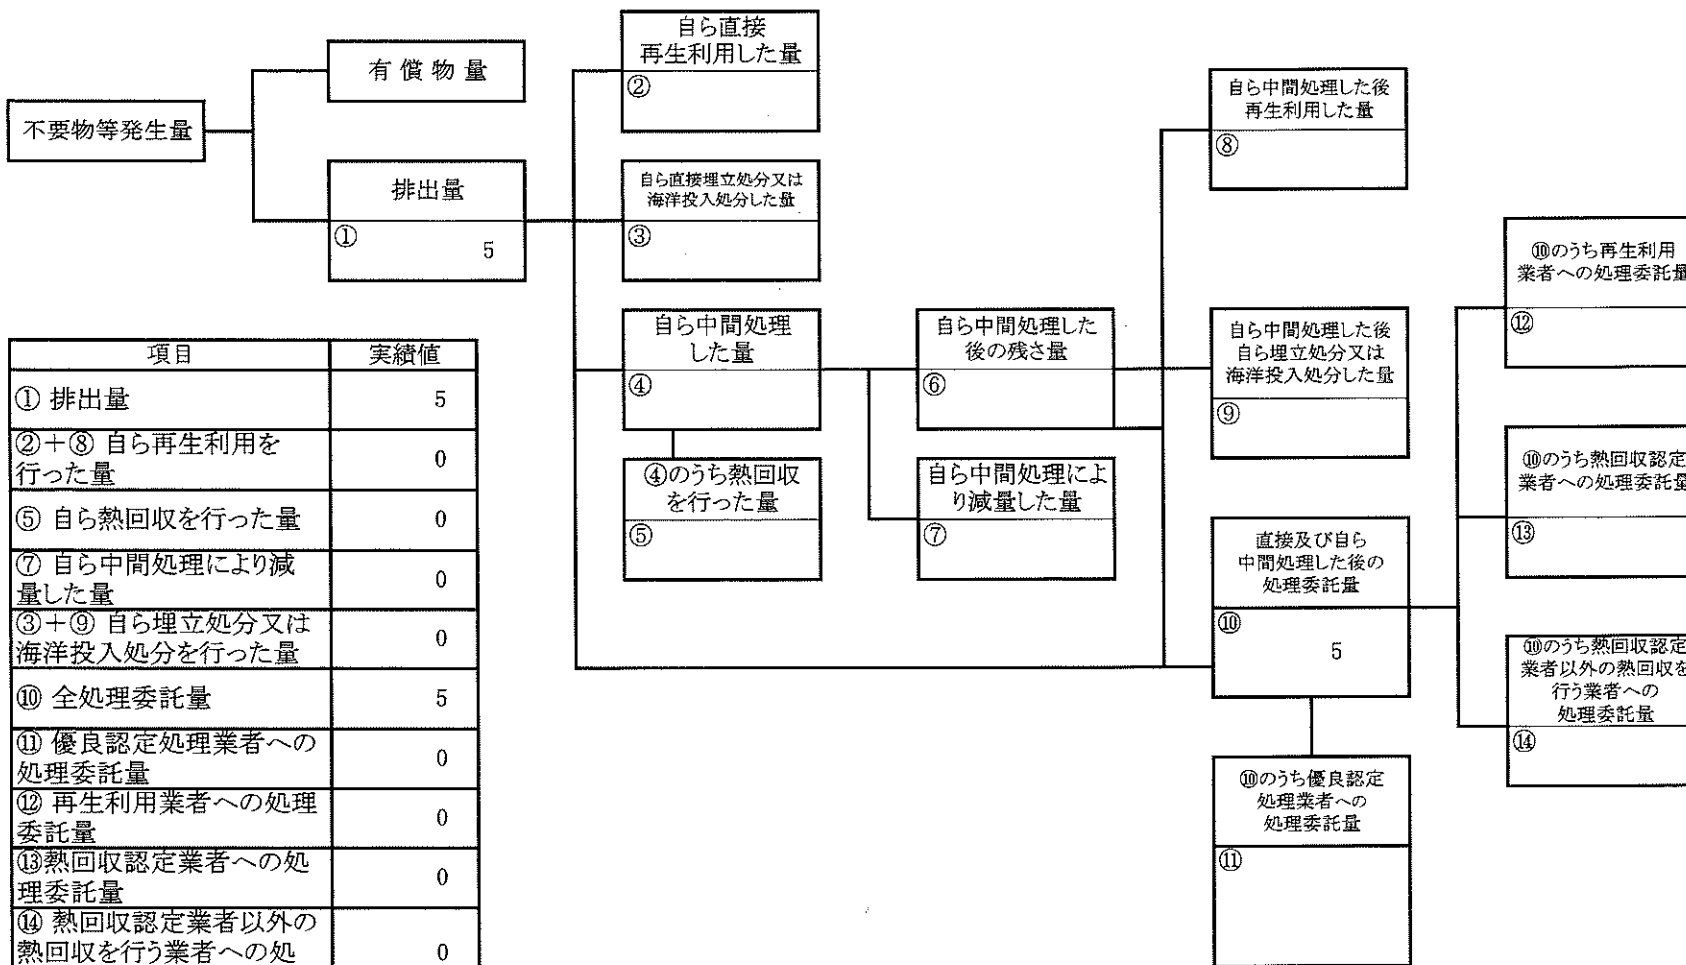 不要物等発生量
有償物量
排出量
① 5
自ら直接
再生利用した量
②
自ら直接埋立処分又は
海洋投入処分した量
③
自ら中間処理
した量
④
④のうち熱回収
を行った量
⑤
自ら中間処理した
後の残さ量
⑥
自ら中間処理によ
り減量した量
⑦
自ら中間処理した後
再生利用した量
⑧
自ら中間処理した後
自ら埋立処分又は
海洋投入処分した量
⑨
直接及び自ら
中間処理した後の
処理委託量
⑩
5
⑩のうち優良認定
処理業者への
処理委託量
⑪
⑩のうち再生利用
業者への処理委託量
⑫
⑩のうち熱回収認定
業者への処理委託量
⑬
⑩のうち熱回収認定
業者以外の熱回収を
行う業者への
処理委託量
⑭
項目 実績値
① 排出量 5
②+⑧ 自ら再生利用を
行った量 0
⑤ 自ら熱回収を行った量 0
⑦ 自ら中間処理により減
量した量 0
③+⑨ 自ら埋立処分又は
海洋投入処分を行った量 0
⑩ 全処理委託量 5
⑪ 優良認定処理業者への
処理委託量 0
⑫ 再生利用業者への処理
委託量 0
⑬熱回収認定業者への処
理委託量 0
⑭ 熱回収認定業者以外の
熱回収を行う業者への処 0